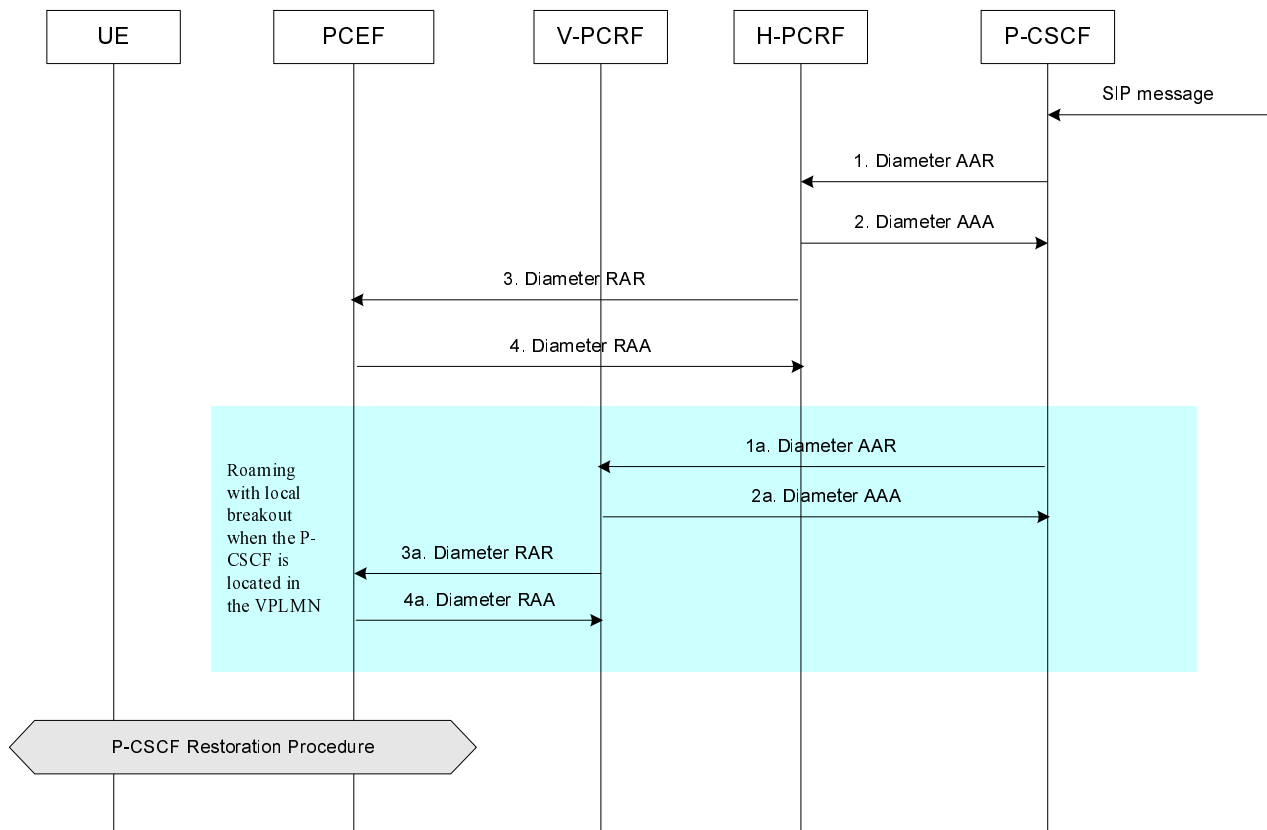 UE
PCEF
V-PCRF
H-PCRF
P-CSCF
SIP message
1. Diameter AAR
2. Diameter AAA
3. Diameter RAR
4. Diameter RAA
1a. Diameter AAR
Roaming
with local
breakout
when the P-
CSCF is
located in
the VPLMN
2a. Diameter AAA
3a. Diameter RAR
4a. Diameter RAA
P-CSCF Restoration Procedure